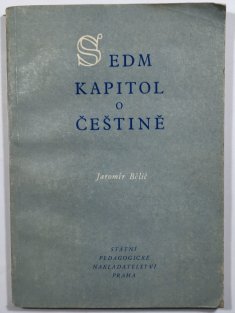 SEDM
KAPITOL
O
ČEŠTINĚ
Jaromír Bělič
STÁTNÍ
PEDAGOGICKÉ
NAKLADATELSTVÍ
PRAHA